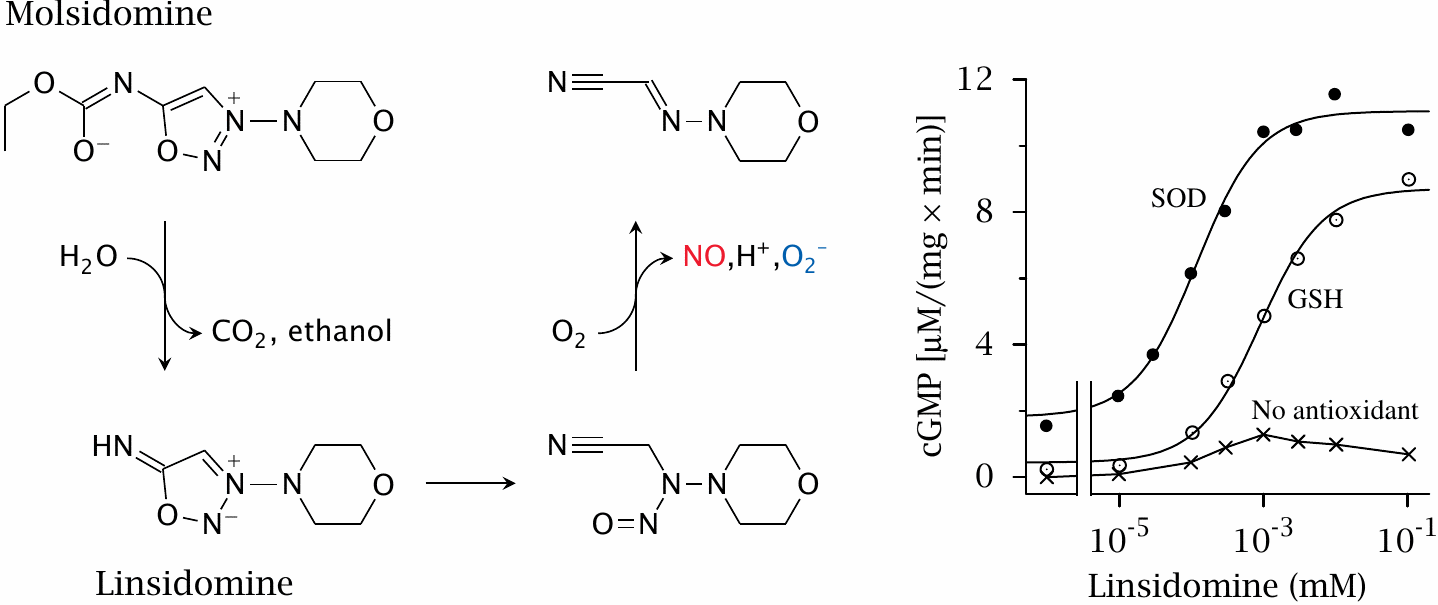 Molsidomine
O
N
O⁻
O
N
N⁺
N
O
H₂O
CO₂, ethanol
HN
O
N⁻
N⁺
N
O
Linsidomine
N
N
N
O
O₂
NO,H⁺,O₂⁻
N
N
N
O
O=N
cGMP [µM/(mg × min)]
12
8
4
0
SOD
GSH
No antioxidant
10⁻⁵
10⁻³
10⁻¹
Linsidomine (mM)